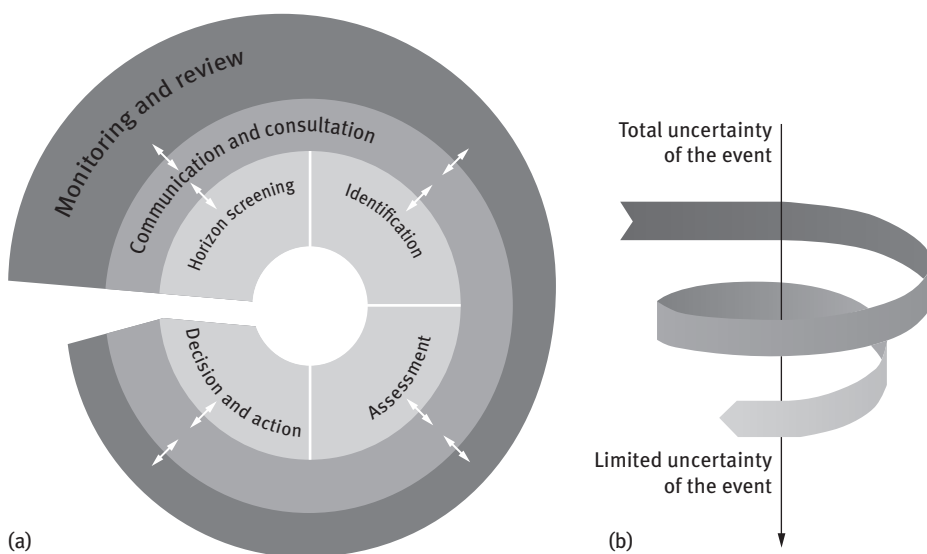 Monitoring and review
Communication and consultation
Horizon screening
Identification
Assessment
Decision and action
(a)
Total uncertainty
of the event
Limited uncertainty
of the event
(b)